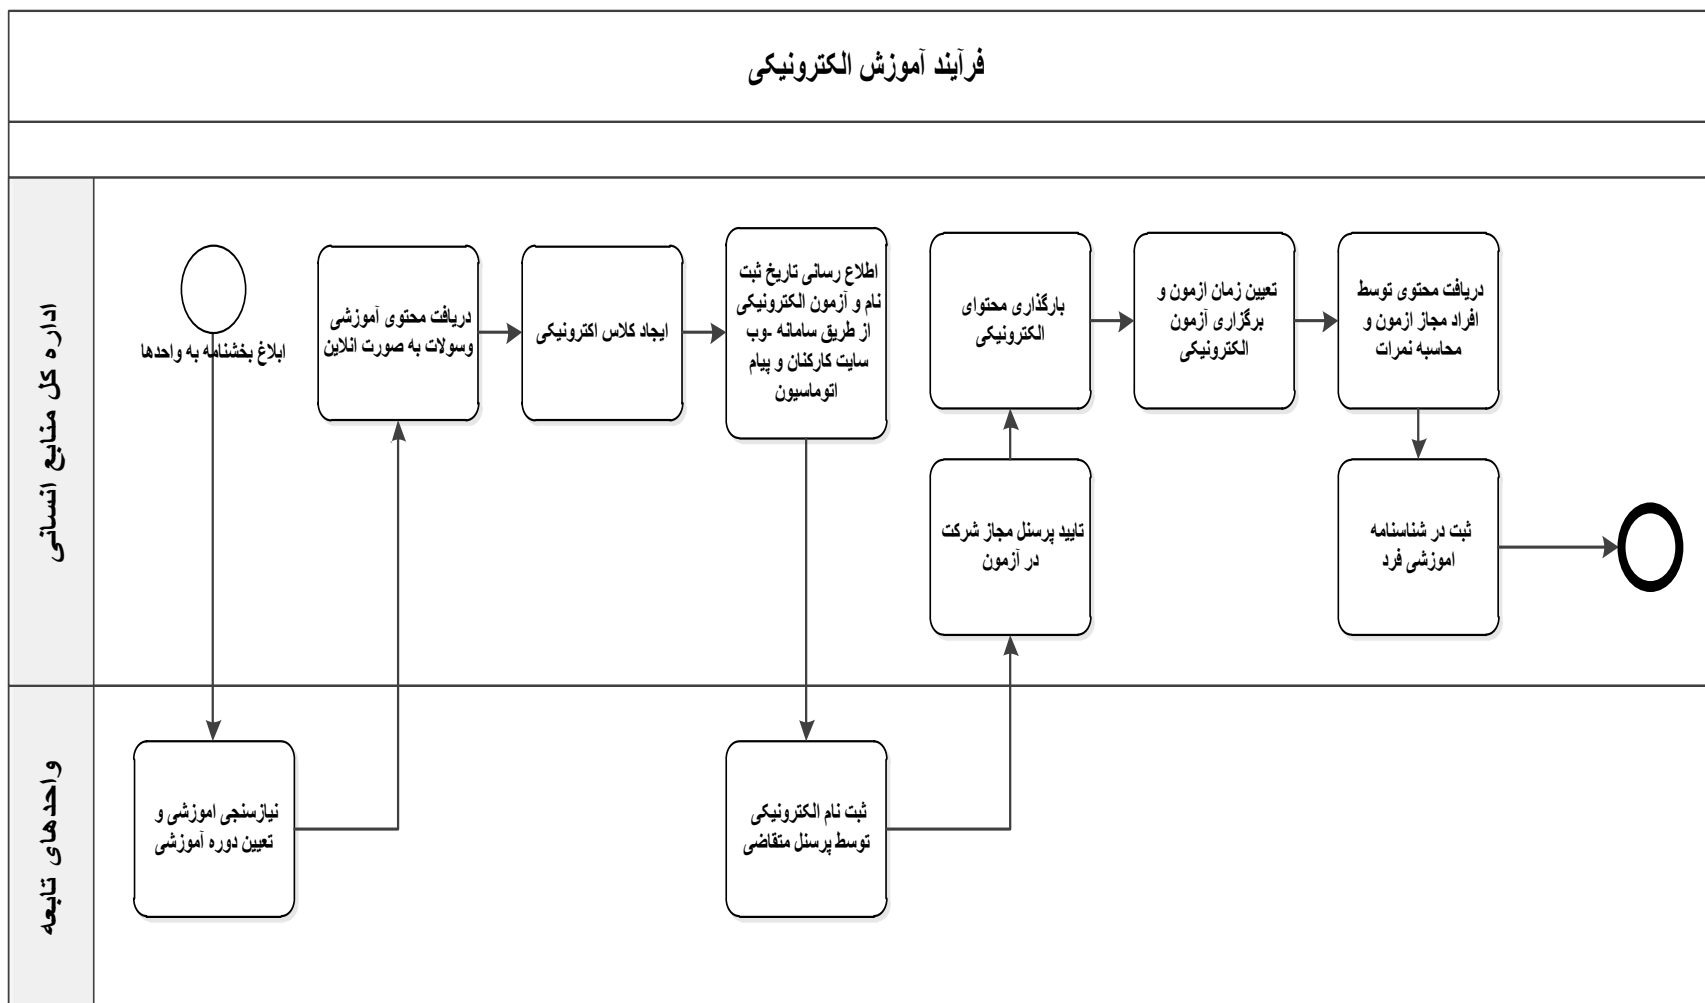 فرآیند آموزش الکترونیکی
اداره کل منابع انسانی
ابلاغ بخشنامه به واحدها
دریافت محتوی آموزشی
وسولات به صورت انلاین
ایجاد کلاس اکترونیکی
اطلاع رسانی تاریخ ثبت
نام و آزمون الکترونیکی
از طریق سامانه -وب
سایت کارکنان و پیام
اتوماسیون
بارگذاری محتوای
الکترونیکی
تعیین زمان ازمون و
برگزاری آزمون
الکترونیکی
دریافت محتوی توسط
افراد مجاز ازمون و
محاسبه نمرات
تایید پرسنل مجاز شرکت
در آزمون
ثبت در شناسنامه
اموزشی فرد
واحدهای تابعه
نیازسنجی اموزشی و
تعیین دوره آموزشی
ثبت نام الکترونیکی
توسط پرسنل متقاضی